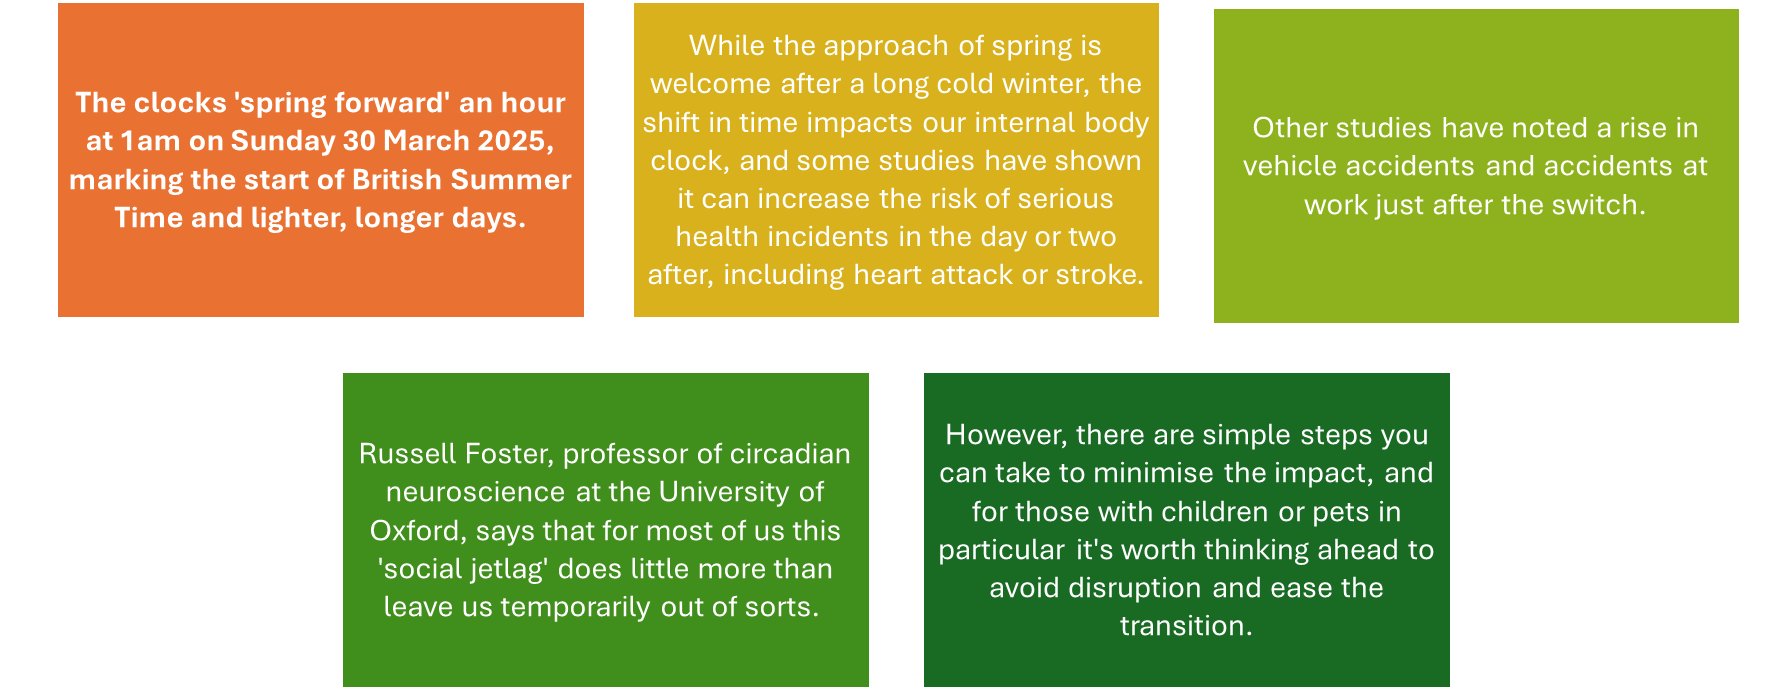 The clocks 'spring forward' an hour
at 1am on Sunday 30 March 2025,
marking the start of British Summer
Time and lighter, longer days.
While the approach of spring is
welcome after a long cold winter, the
shift in time impacts our internal body
clock, and some studies have shown
it can increase the risk of serious
health incidents in the day or two
after, including heart attack or stroke.
Other studies have noted a rise in
vehicle accidents and accidents at
work just after the switch.
Russell Foster, professor of circadian
neuroscience at the University of
Oxford, says that for most of us this
'social jetlag' does little more than
leave us temporarily out of sorts.
However, there are simple steps you
can take to minimise the impact, and
for those with children or pets in
particular it's worth thinking ahead to
avoid disruption and ease the
transition.